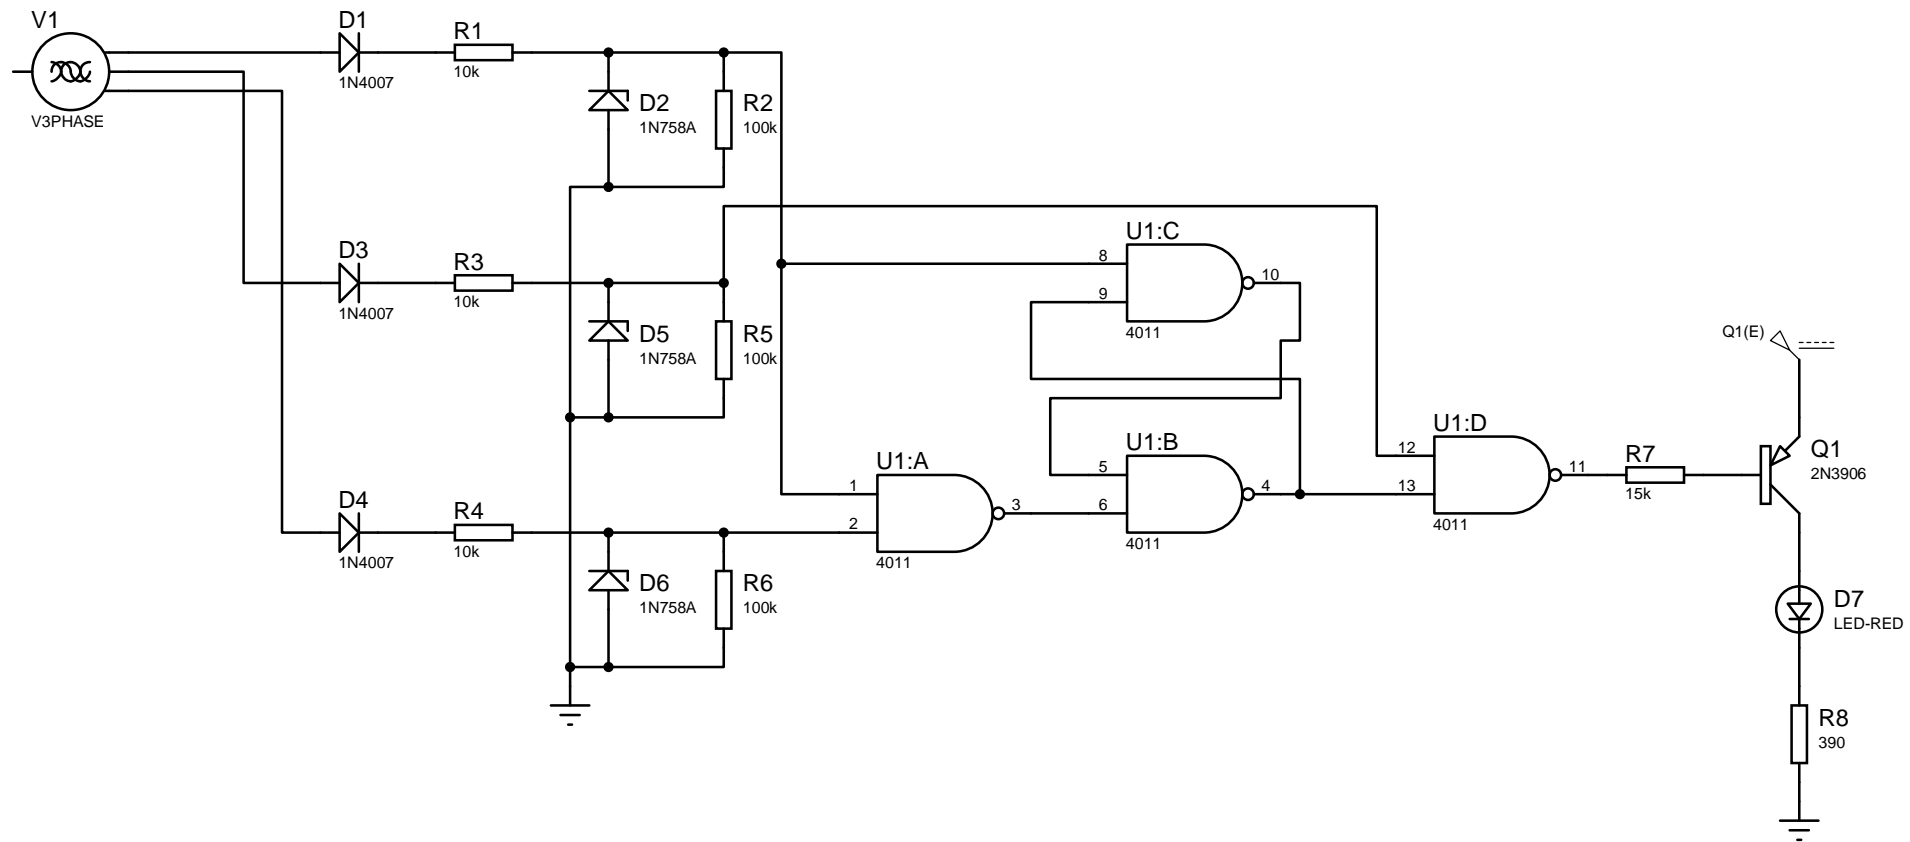 V1
V3PHASE
D1
1N4007
R1
10k
D2
1N758A
R2
100k
D3
1N4007
R3
10k
D5
1N758A
R5
100k
D4
1N4007
R4
10k
D6
1N758A
R6
100k
U1:A
1
2
3
4011
U1:C
8
9
10
4011
U1:B
5
6
4
4011
U1:D
12
13
11
4011
R7
15k
Q1(E)
Q1
2N3906
D7
LED-RED
R8
390